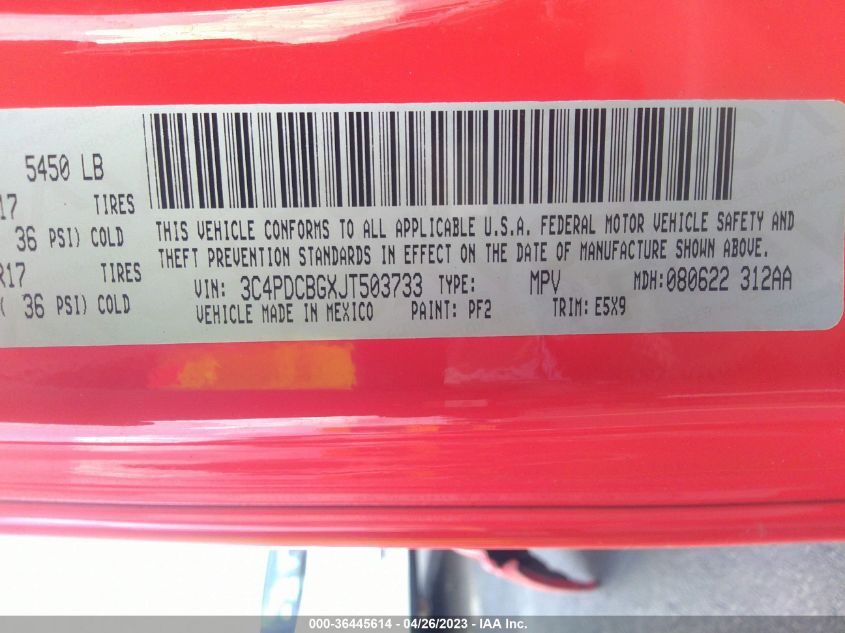 5450 LB
17 TIRES
36 PSI) COLD
R17 TIRES
( 36 PSI) COLD
THIS VEHICLE CONFORMS TO ALL APPLICABLE U.S.A. FEDERAL MOTOR VEHICLE SAFETY AND
THEFT PREVENTION STANDARDS IN EFFECT ON THE DATE OF MANUFACTURE SHOWN ABOVE.
VIN: 3C4PDCBGXJT503733 TYPE: MPV MDH:080622 312AA
VEHICLE MADE IN MEXICO PAINT: PF2 TRIM: E5X9
000-36445614 - 04/26/2023 - IAA Inc.